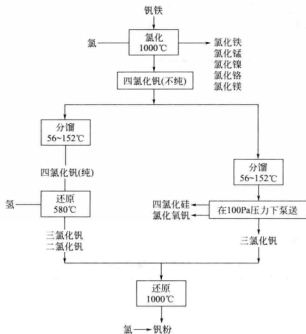 钒铁
氯
氯化
1000℃
氯化铁
氯化锰
氯化镍
氯化铬
氯化镁
四氯化钒(不纯)
分馏
56~152℃
四氯化钒(纯)
氢
还原
580℃
三氯化钒
二氯化钒
分馏
56~152℃
四氯化硅
氯化氧钒
在100Pa压力下泵送
三氯化钒
还原
1000℃
氢
钒粉